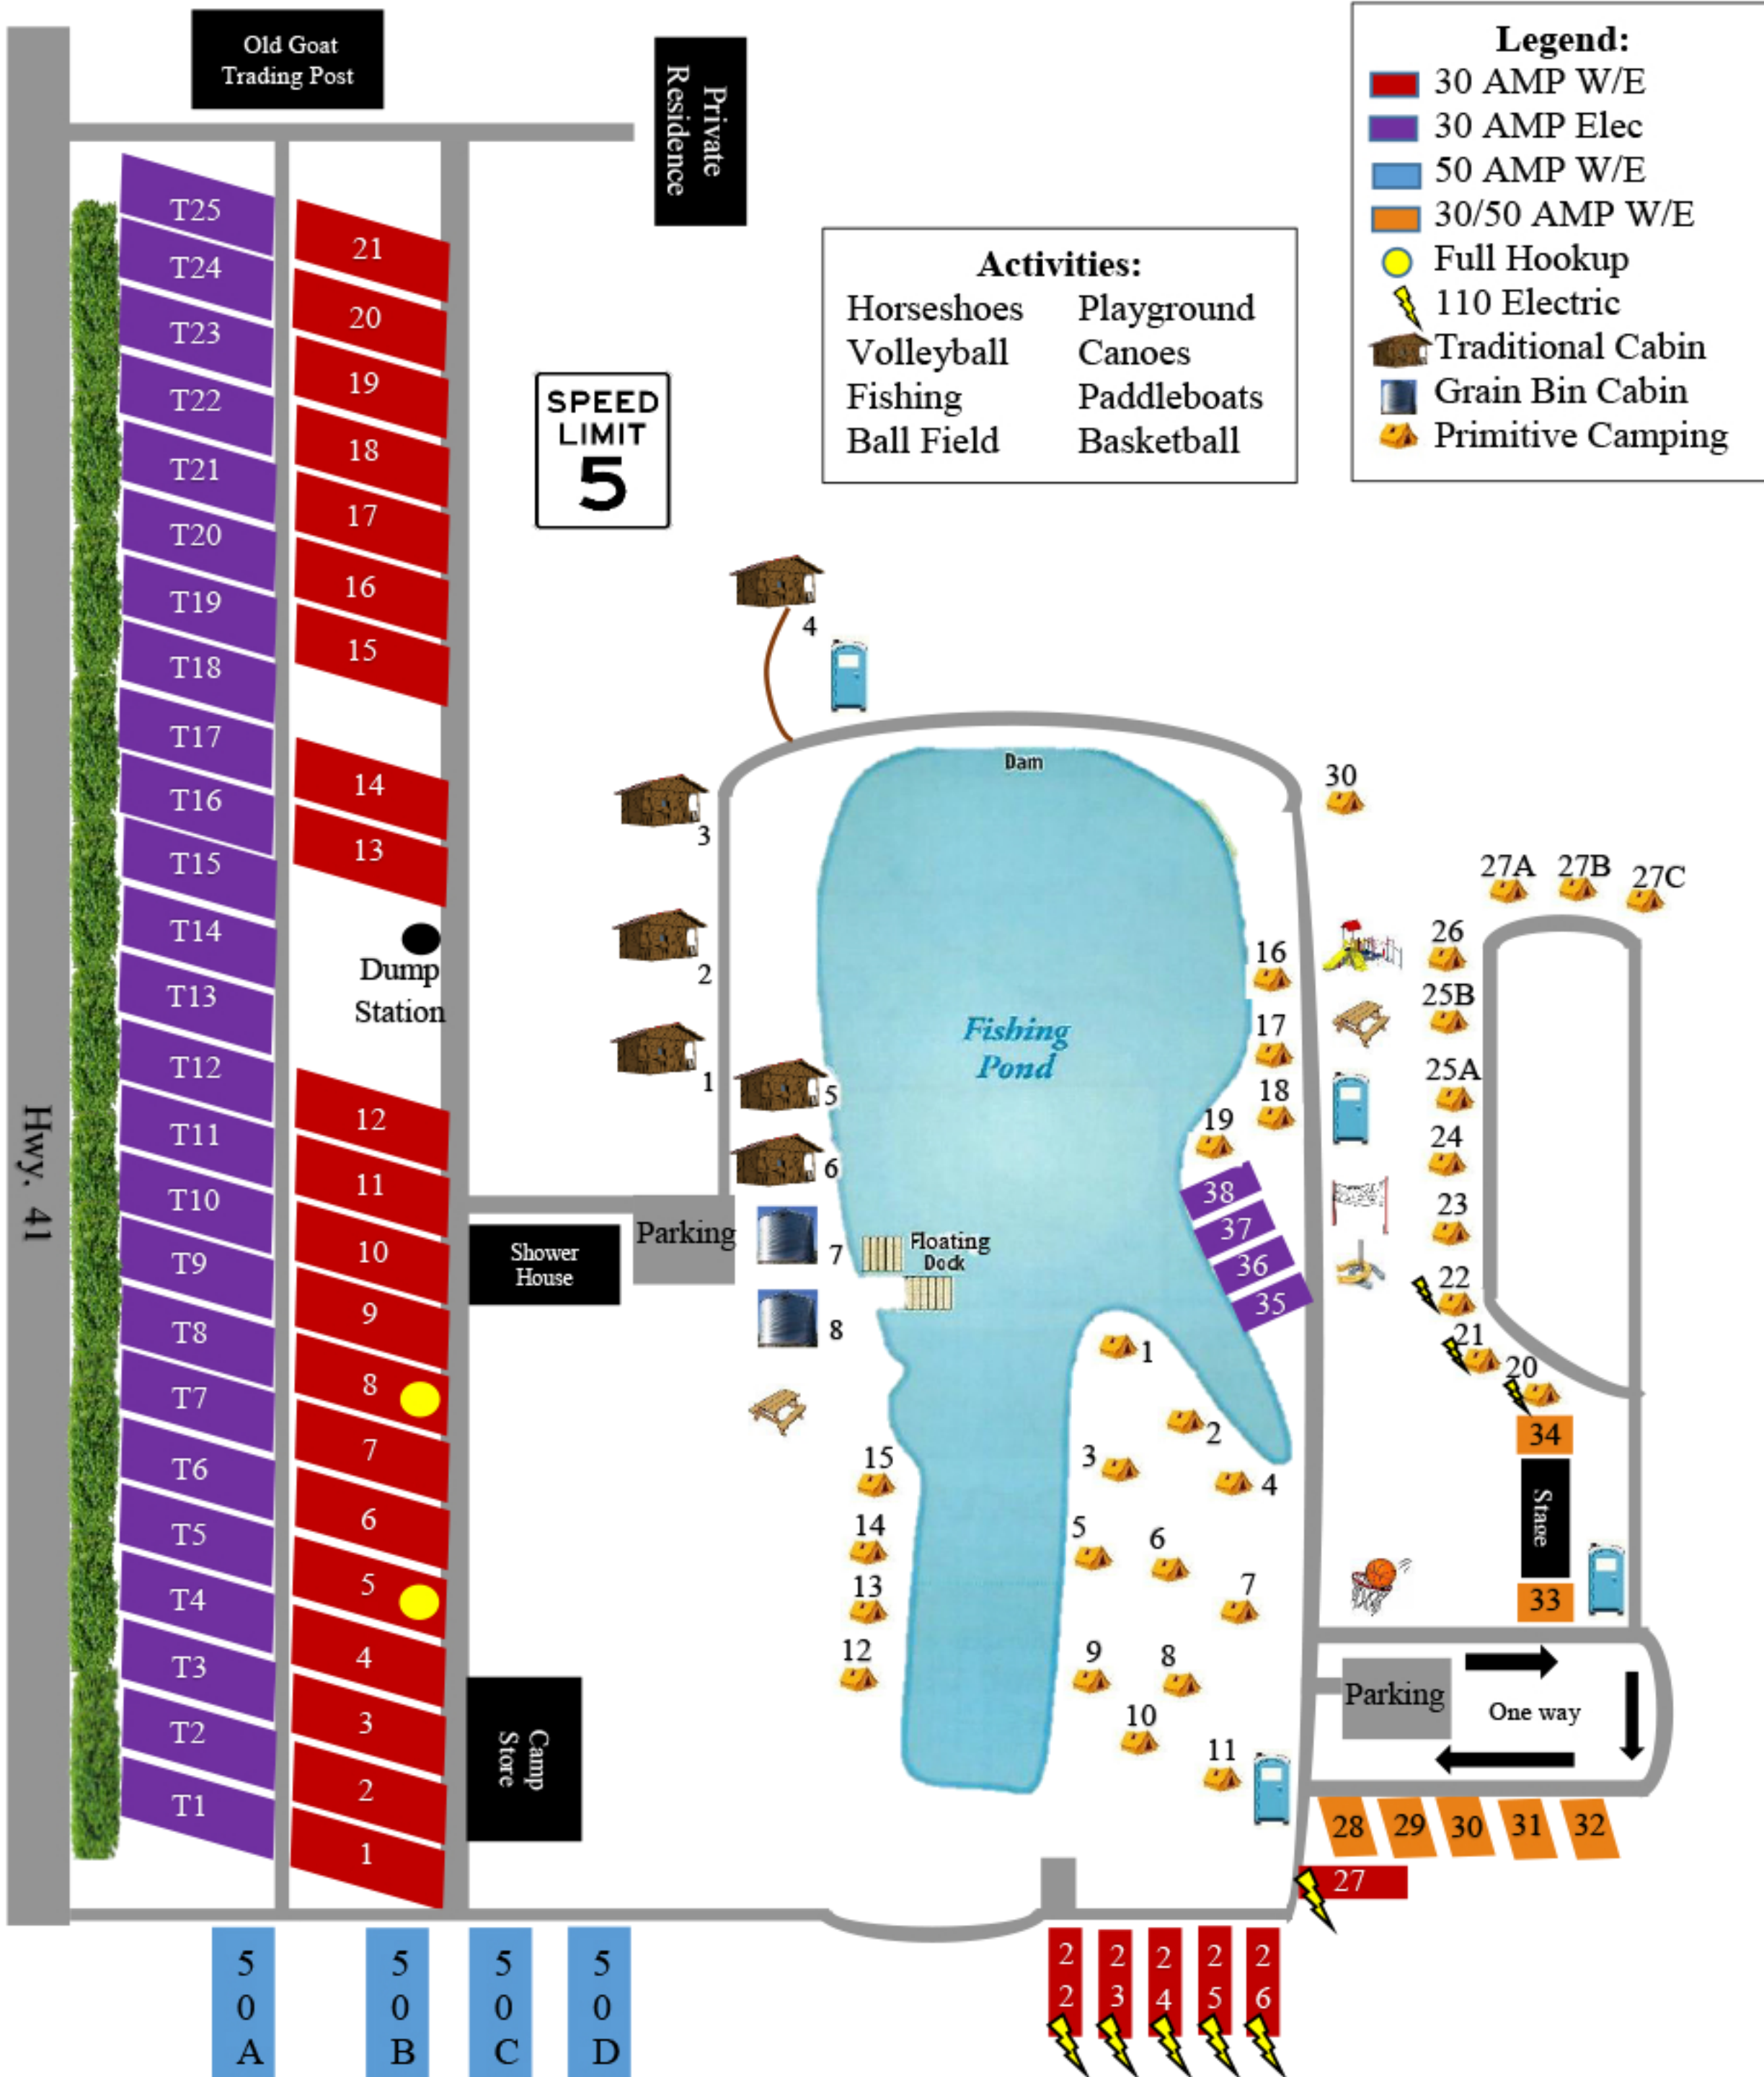 Old Goat
Trading Post
Private
Residence
Legend:
30 AMP W/E
30 AMP Elec
50 AMP W/E
30/50 AMP W/E
Full Hookup
110 Electric
Traditional Cabin
Grain Bin Cabin
Primitive Camping
Activities:
Horseshoes Playground
Volleyball Canoes
Fishing Paddleboats
Ball Field Basketball
SPEED
LIMIT
5
Hwy. 41
T25
T24
T23
T22
T21
T20
T19
T18
T17
T16
T15
T14
T13
T12
T11
T10
T9
T8
T7
T6
T5
T4
T3
T2
T1
21
20
19
18
17
16
15
14
13
Dump
Station
12
11
10
9
8
7
6
5
4
3
2
1
Shower
House
Parking
Camp
Store
4
3
2
1
5
6
7
8
Dam
Fishing
Pond
Floating
Dock
30
27A
27B
27C
26
25B
25A
24
23
22
21
20
16
17
18
19
38
37
36
35
1
2
3
4
5
6
7
8
9
10
11
15
14
13
12
34
Stage
33
Parking
One way
28
29
30
31
32
27
50A
50B
50C
50D
22
23
24
25
26